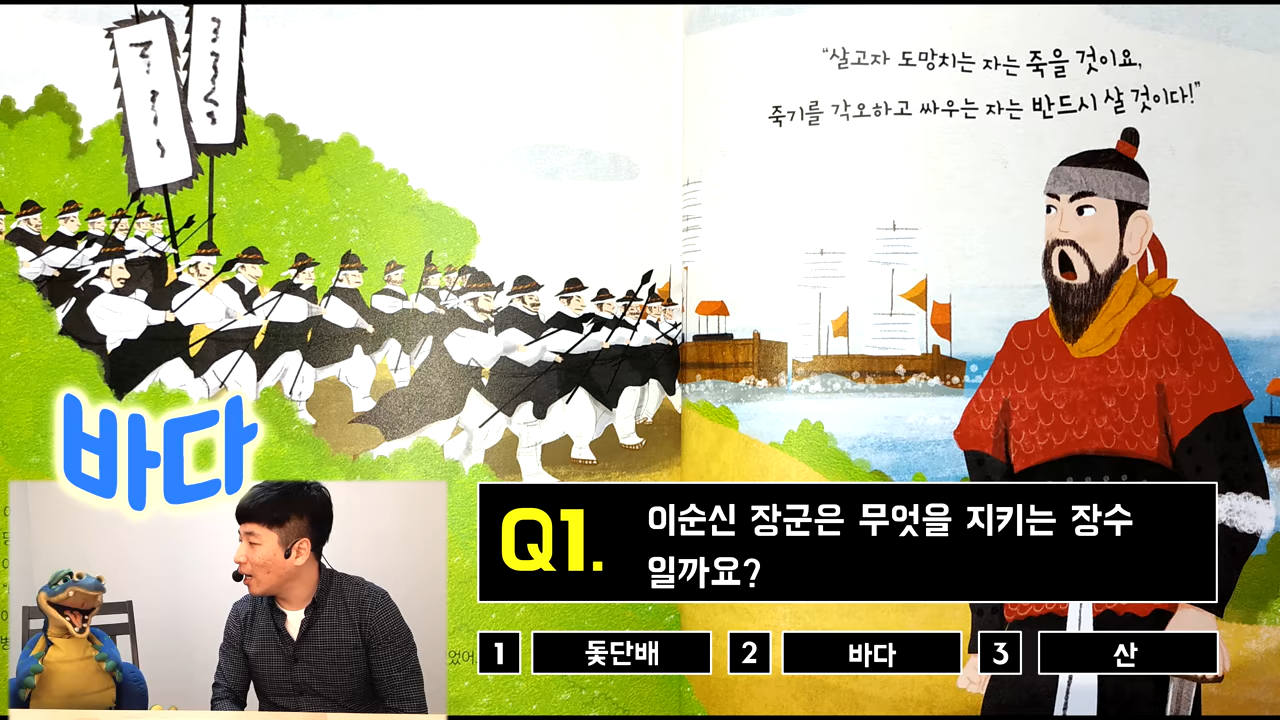 “살고자 도망치는 자는 죽을 것이요,
죽기를 각오하고 싸우는 자는 반드시 살 것이다!”
바다
Q1.
이순신 장군은 무엇을 지키는 장수
일까요?
1 돛단배
2 바다
3 산
었어